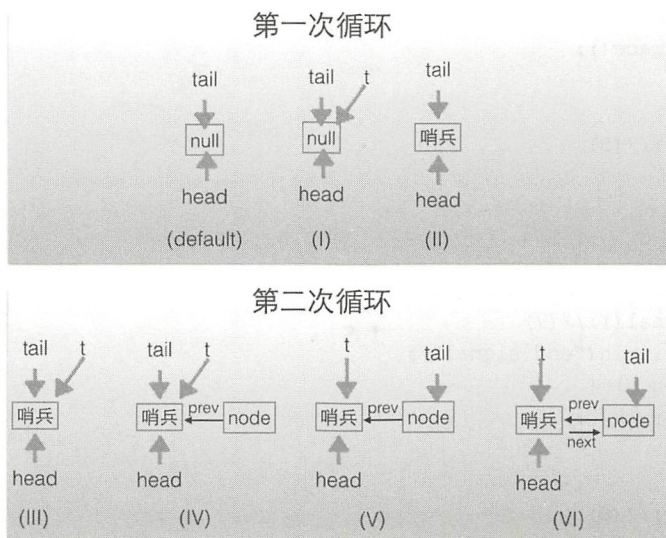 第一次循环
tail tail t tail
null null 哨兵
head head head
(default) (I) (II)
第二次循环
tail t tail t t tail t tail
哨兵 哨兵 prev node 哨兵 prev node 哨兵 prev next node
head head head head
(III) (IV) (V) (VI)